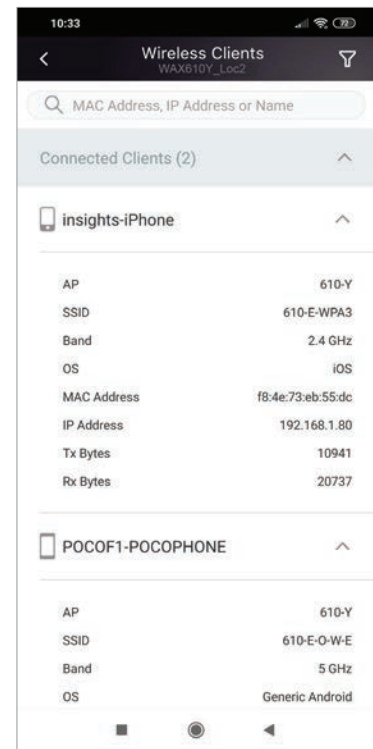 10:33
72
Wireless Clients
WAX610Y_Loc2
MAC Address, IP Address or Name
Connected Clients (2)
insights-iPhone
AP 610-Y
SSID 610-E-WPA3
Band 2.4 GHz
OS iOS
MAC Address f8:4e:73:eb:55:dc
IP Address 192.168.1.80
Tx Bytes 10941
Rx Bytes 20737
POCOF1-POCOPHONE
AP 610-Y
SSID 610-E-O-W-E
Band 5 GHz
OS Generic Android